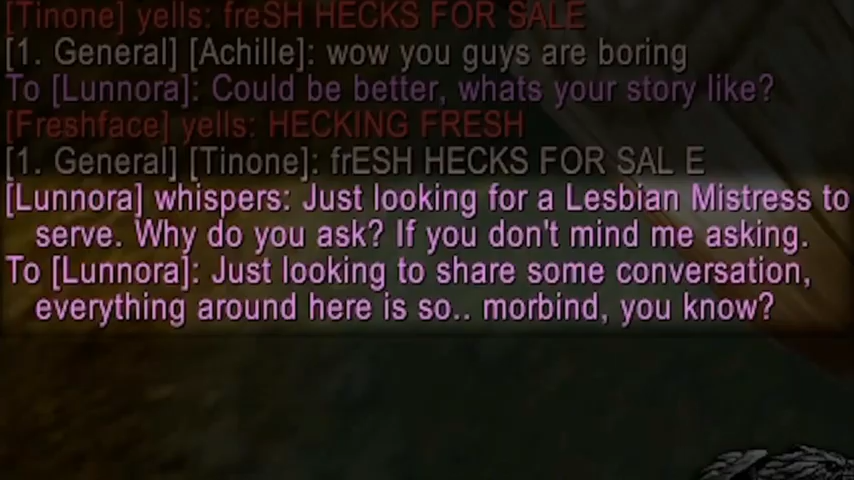 [Tinone] yells: freSH HECKS FOR SALE
[1. General] [Achille]: wow you guys are boring
To [Lunnora]: Could be better, whats your story like?
[Freshface] yells: HECKING FRESH
[1. General] [Tinone]: frESH HECKS FOR SAL E
[Lunnora] whispers: Just looking for a Lesbian Mistress to
serve. Why do you ask? If you don't mind me asking.
To [Lunnora]: Just looking to share some conversation,
everything around here is so.. morbind, you know?